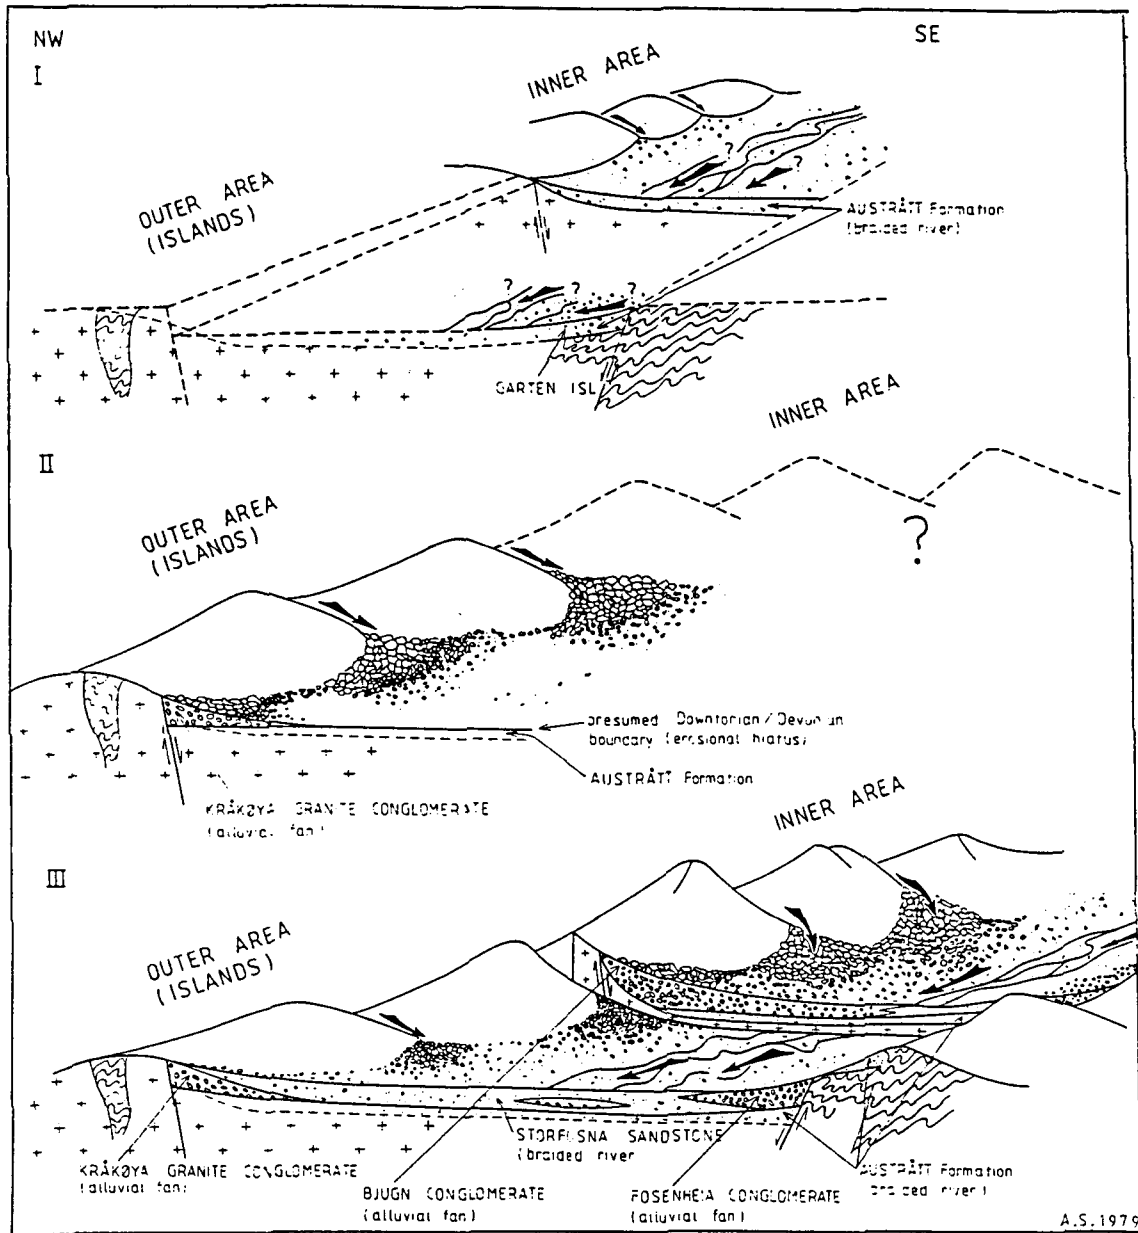 NW
SE
I
INNER AREA
OUTER AREA
(ISLANDS)
?
?
AUSTRÅTT Formation
(braided river)
?
?
?
GARTEN ISL
INNER AREA
II
OUTER AREA
(ISLANDS)
?
presumed Downtonian / Devonian
boundary (erosional hiatus)
AUSTRÅTT Formation
KRÅKØYA GRANITE CONGLOMERATE
(alluvial fan)
INNER AREA
III
OUTER AREA
(ISLANDS)
STORFOSNA SANDSTONE
(braided river
KRÅKØYA GRANITE CONGLOMERATE
(alluvial fan)
BJUGN CONGLOMERATE
(alluvial fan)
FOSENHEIA CONGLOMERATE
(alluvial fan)
AUSTRÅTT Formation
(braided river)
A.S. 1979